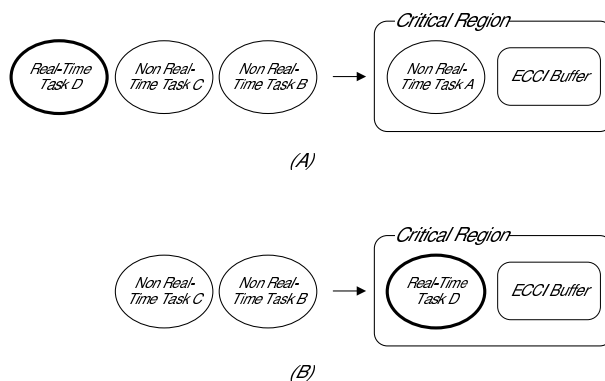 Critical Region
Real-Time
Task D
Non Real-
Time Task C
Non Real-
Time Task B
Non Real-
Time Task A
ECCI Buffer
(A)
Critical Region
Non Real-
Time Task C
Non Real-
Time Task B
Real-Time
Task D
ECCI Buffer
(B)